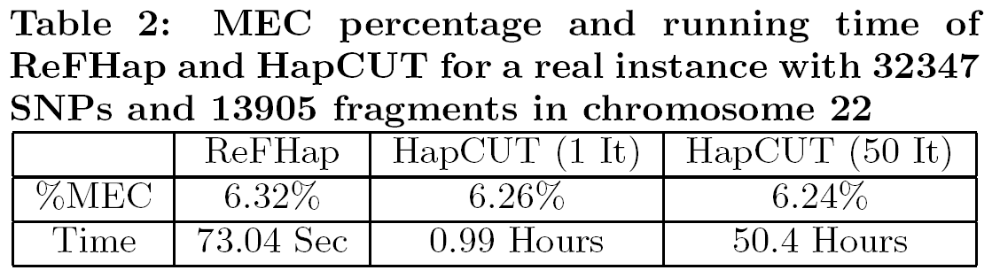 Table 2: MEC percentage and running time of
ReFHap and HapCUT for a real instance with 32347
SNPs and 13905 fragments in chromosome 22
ReFHap HapCUT (1 It) HapCUT (50 It)
%MEC 6.32% 6.26% 6.24%
Time 73.04 Sec 0.99 Hours 50.4 Hours